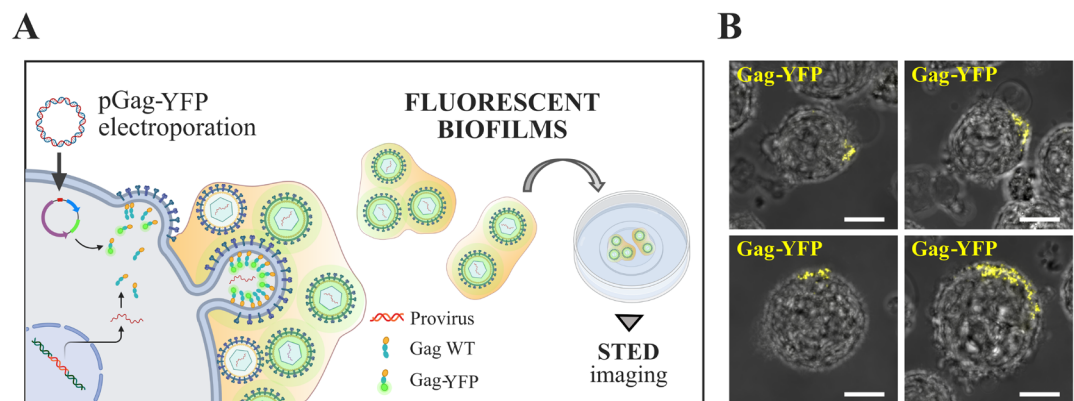 A
pGag-YFP
electroporation
FLUORESCENT
BIOFILMS
Provirus
Gag WT
Gag-YFP
STED
imaging
B
Gag-YFP
Gag-YFP
Gag-YFP
Gag-YFP